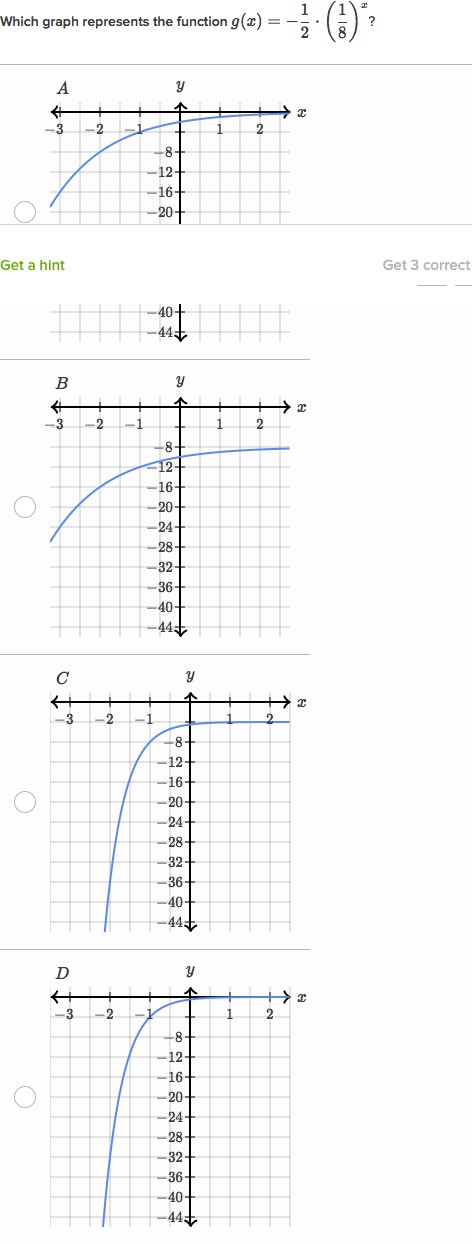 Which graph represents the function g(x) = −1/2 · (1/8)^x ?
A
y
x
−3 −2 −1 1 2
−8
−12
−16
−20
Get a hint Get 3 correct
−40
−44
B
y
x
−3 −2 −1 1 2
−8
−12
−16
−20
−24
−28
−32
−36
−40
−44
C
y
x
−3 −2 −1 1 2
−8
−12
−16
−20
−24
−28
−32
−36
−40
−44
D
y
x
−3 −2 −1 1 2
−8
−12
−16
−20
−24
−28
−32
−36
−40
−44